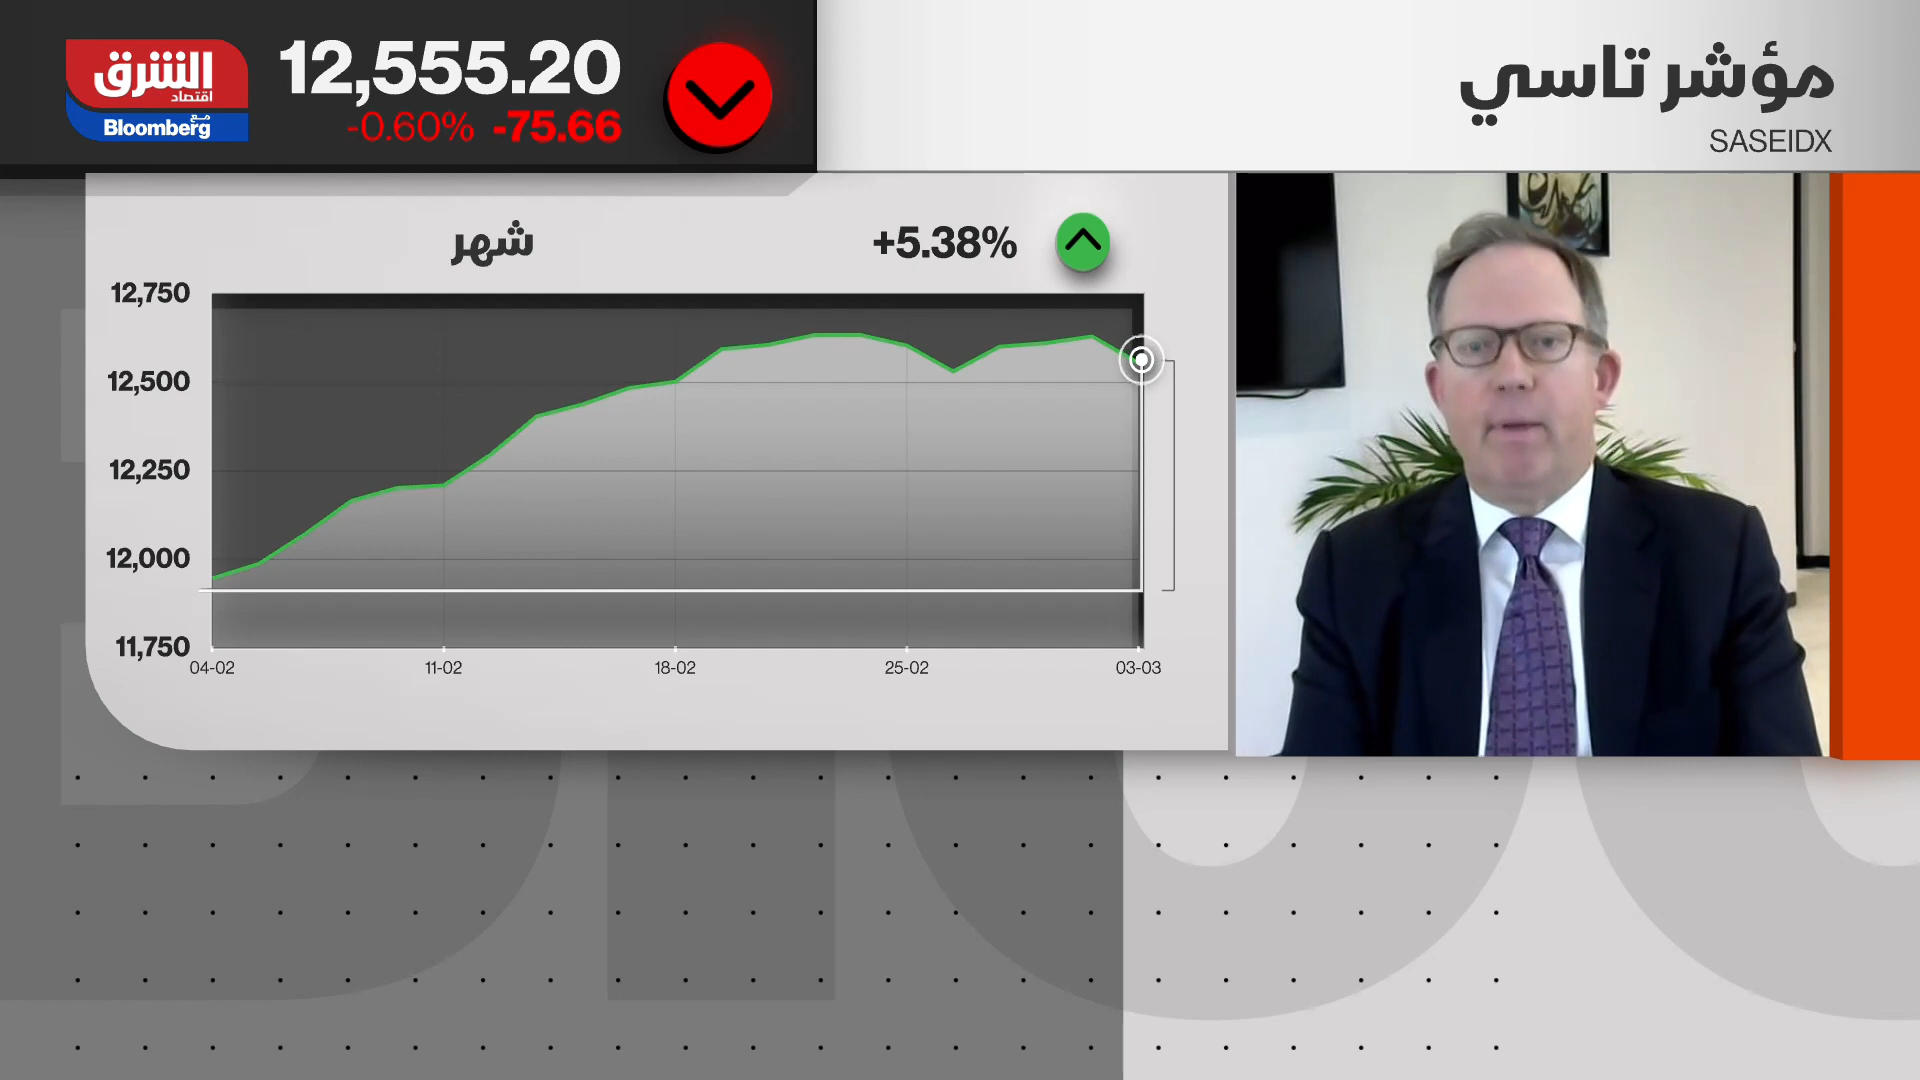 الشرق
اقتصاد
مع
Bloomberg
12,555.20
-0.60% -75.66
مؤشر تاسي
SASEIDX
شهر
+5.38%
12,750
12,500
12,250
12,000
11,750
04-02
11-02
18-02
25-02
03-03